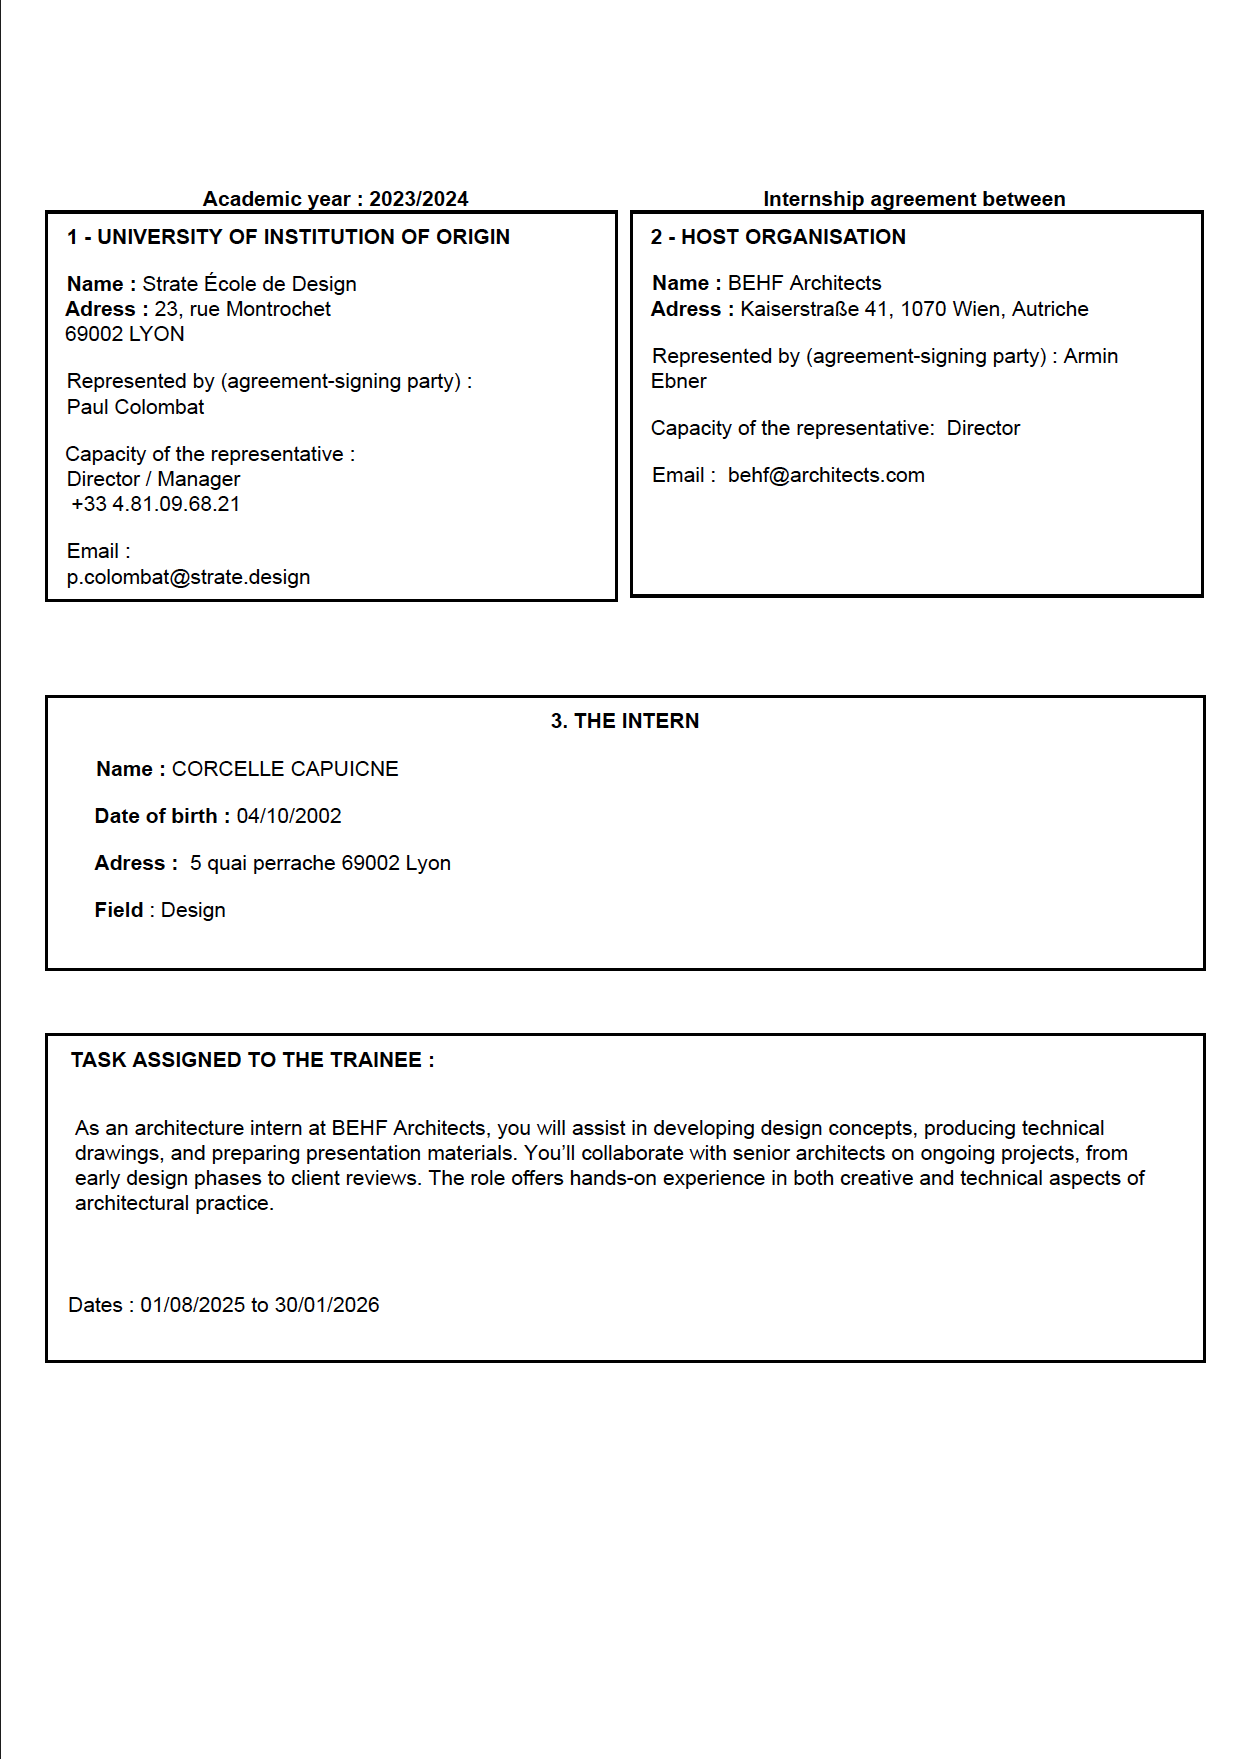 Academic year : 2023/2024
1 - UNIVERSITY OF INSTITUTION OF ORIGIN
Name : Strate École de Design
Adress : 23, rue Montrochet
69002 LYON
Represented by (agreement-signing party) :
Paul Colombat
Capacity of the representative :
Director / Manager
+33 4.81.09.68.21
Email :
p.colombat@strate.design
Internship agreement between
2 - HOST ORGANISATION
Name : BEHF Architects
Adress : Kaiserstraße 41, 1070 Wien, Autriche
Represented by (agreement-signing party) : Armin
Ebner
Capacity of the representative:  Director
Email :  behf@architects.com
3. THE INTERN
Name : CORCELLE CAPUICNE
Date of birth : 04/10/2002
Adress :  5 quai perrache 69002 Lyon
Field : Design
TASK ASSIGNED TO THE TRAINEE :
As an architecture intern at BEHF Architects, you will assist in developing design concepts, producing technical
drawings, and preparing presentation materials. You’ll collaborate with senior architects on ongoing projects, from
early design phases to client reviews. The role offers hands-on experience in both creative and technical aspects of
architectural practice.
Dates : 01/08/2025 to 30/01/2026